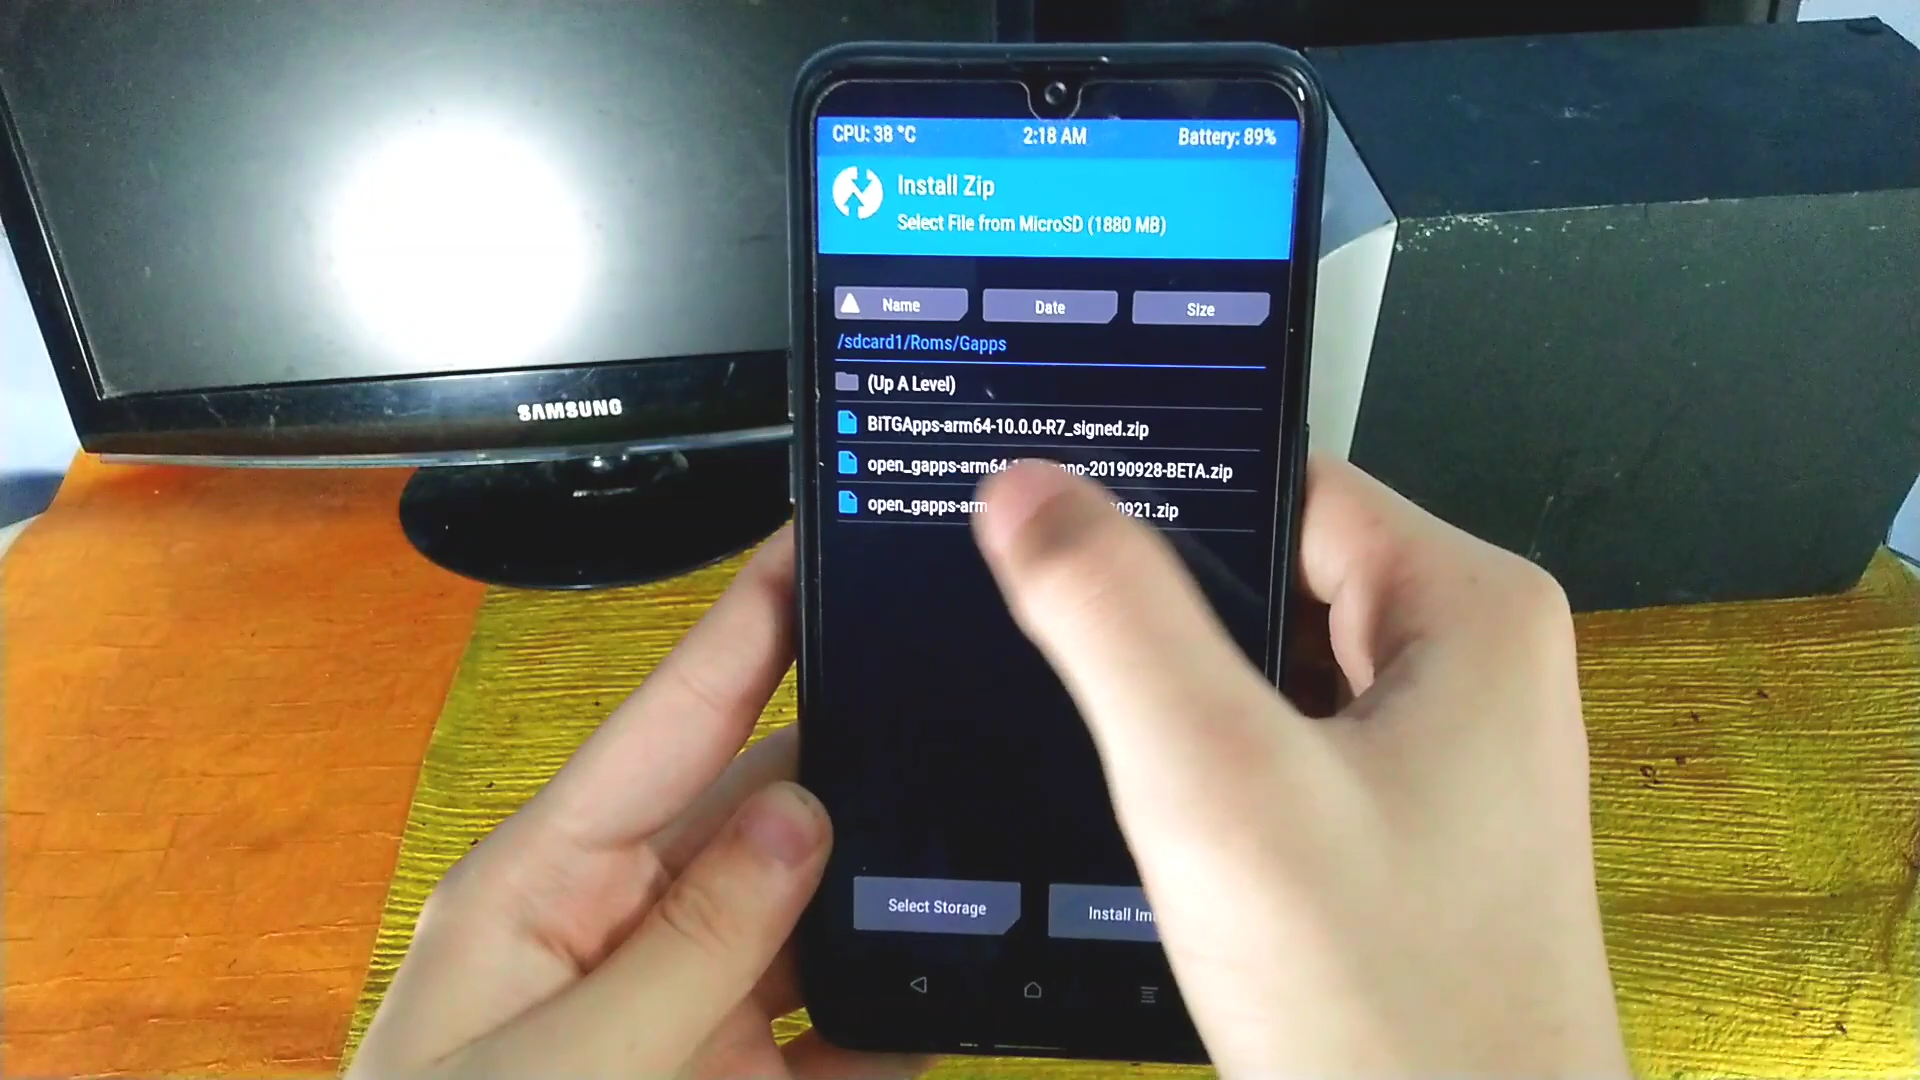 CPU: 38 °C 2:18 AM Battery: 89%
Install Zip
Select File from MicroSD (1880 MB)
Name Date Size
/sdcard1/Roms/Gapps
(Up A Level)
BiTGApps-arm64-10.0.0-R7_signed.zip
SAMSUNG
open_gapps-arm64- -20190928-BETA.zip
open_gapps-arm 0921.zip
Select Storage Install